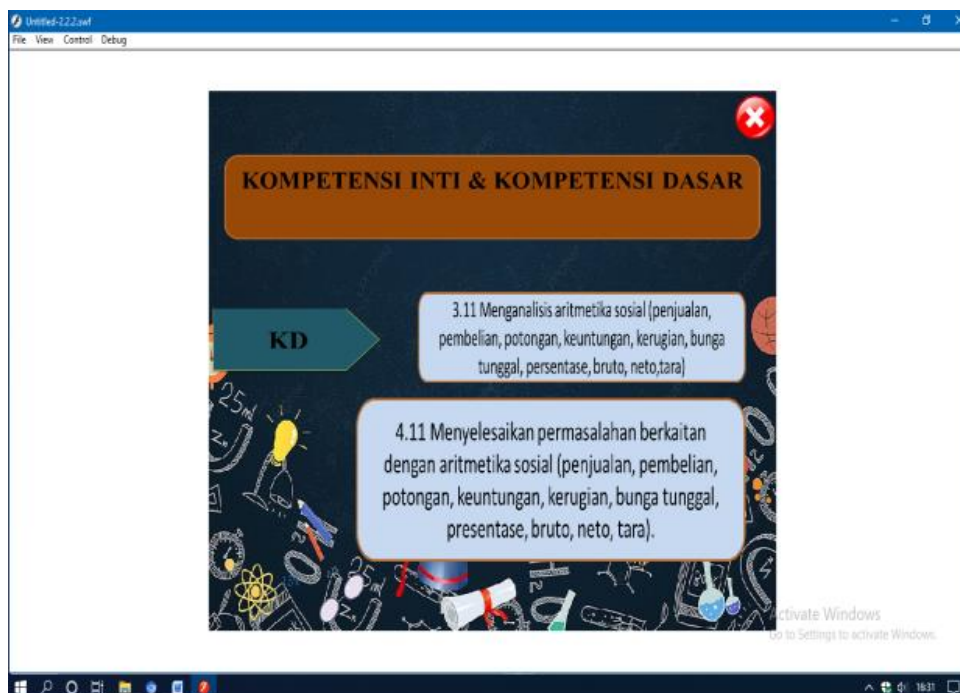 Untitled-2.2.2.swf
File View Control Debug
KOMPETENSI INTI & KOMPETENSI DASAR
KD
3.11 Menganalisis aritmetika sosial (penjualan,
pembelian, potongan, keuntungan, kerugian, bunga
tunggal, persentase, bruto, neto,tara)
4.11 Menyelesaikan permasalahan berkaitan
dengan aritmetika sosial (penjualan, pembelian,
potongan, keuntungan, kerugian, bunga tunggal,
presentase, bruto, neto, tara).
25ml
Activate Windows
Go to Settings to activate Windows.
16:31